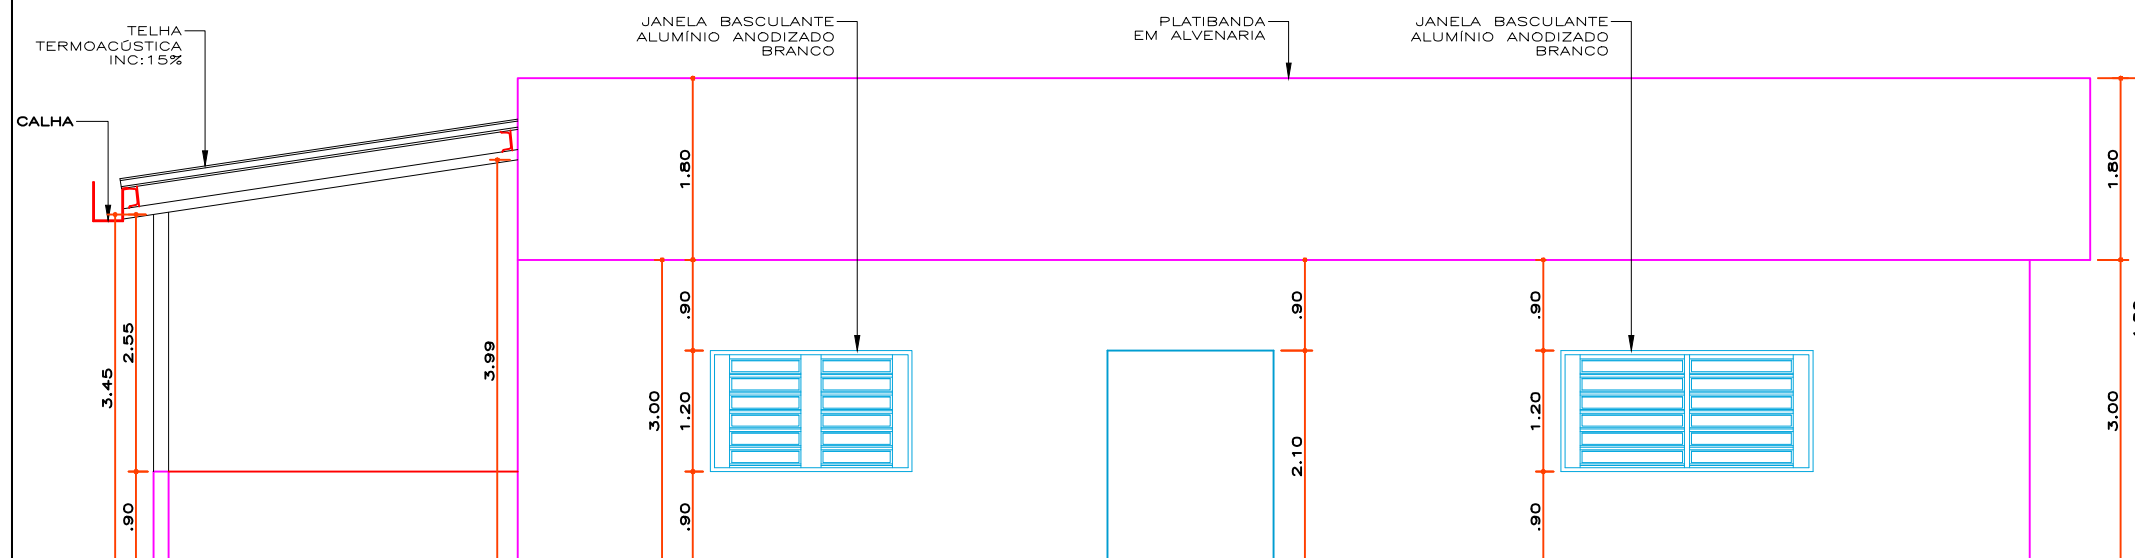 TELHA
TERMOACÚSTICA
INC:15%
CALHA
JANELA BASCULANTE
ALUMÍNIO ANODIZADO
BRANCO
PLATIBANDA
EM ALVENARIA
JANELA BASCULANTE
ALUMÍNIO ANODIZADO
BRANCO
3.45
2.55
.90
3.99
3.00
1.80
.90
1.20
.90
.90
2.10
.90
1.20
.90
1.80
3.00